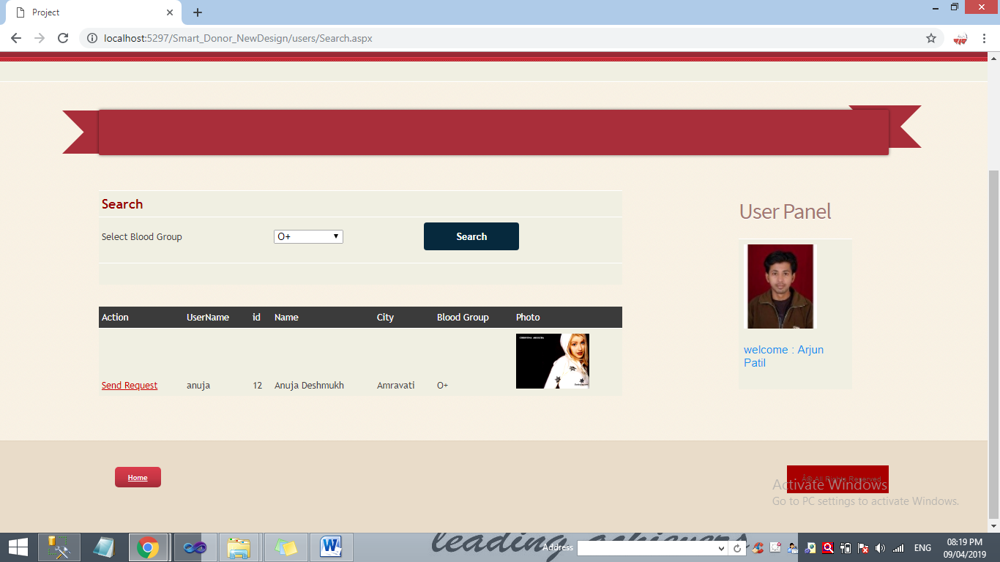 Project
localhost:5297/Smart_Donor_NewDesign/users/Search.aspx
Search
Select Blood Group O+ Search
User Panel
welcome : Arjun
Patil
Action UserName id Name City Blood Group Photo
Send Request anuja 12 Anuja Deshmukh Amravati O+
Home
© All Rights Reserved
Activate Windows
Go to PC settings to activate Windows.
leading achievers
Address
ENG
08:19 PM
09/04/2019